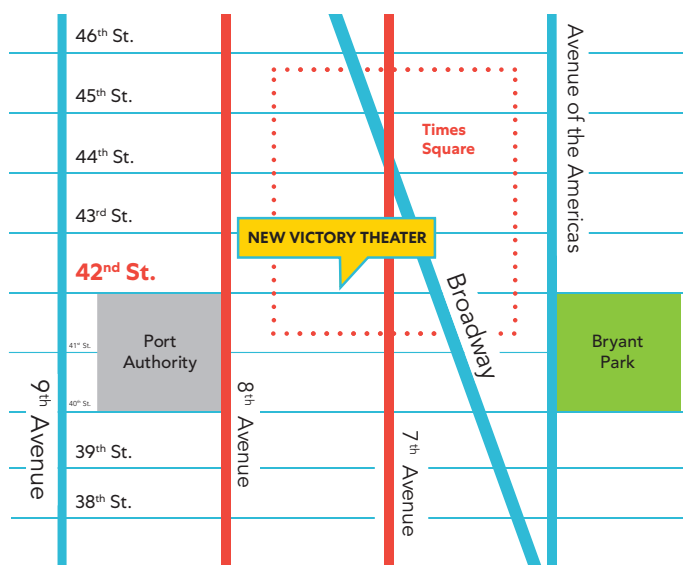 46th St.
45th St.
44th St.
43rd St.
42nd St.
41st St.
40th St.
39th St.
38th St.
Times
Square
NEW VICTORY THEATER
Port
Authority
Bryant
Park
9th Avenue
8th Avenue
7th Avenue
Broadway
Avenue of the Americas